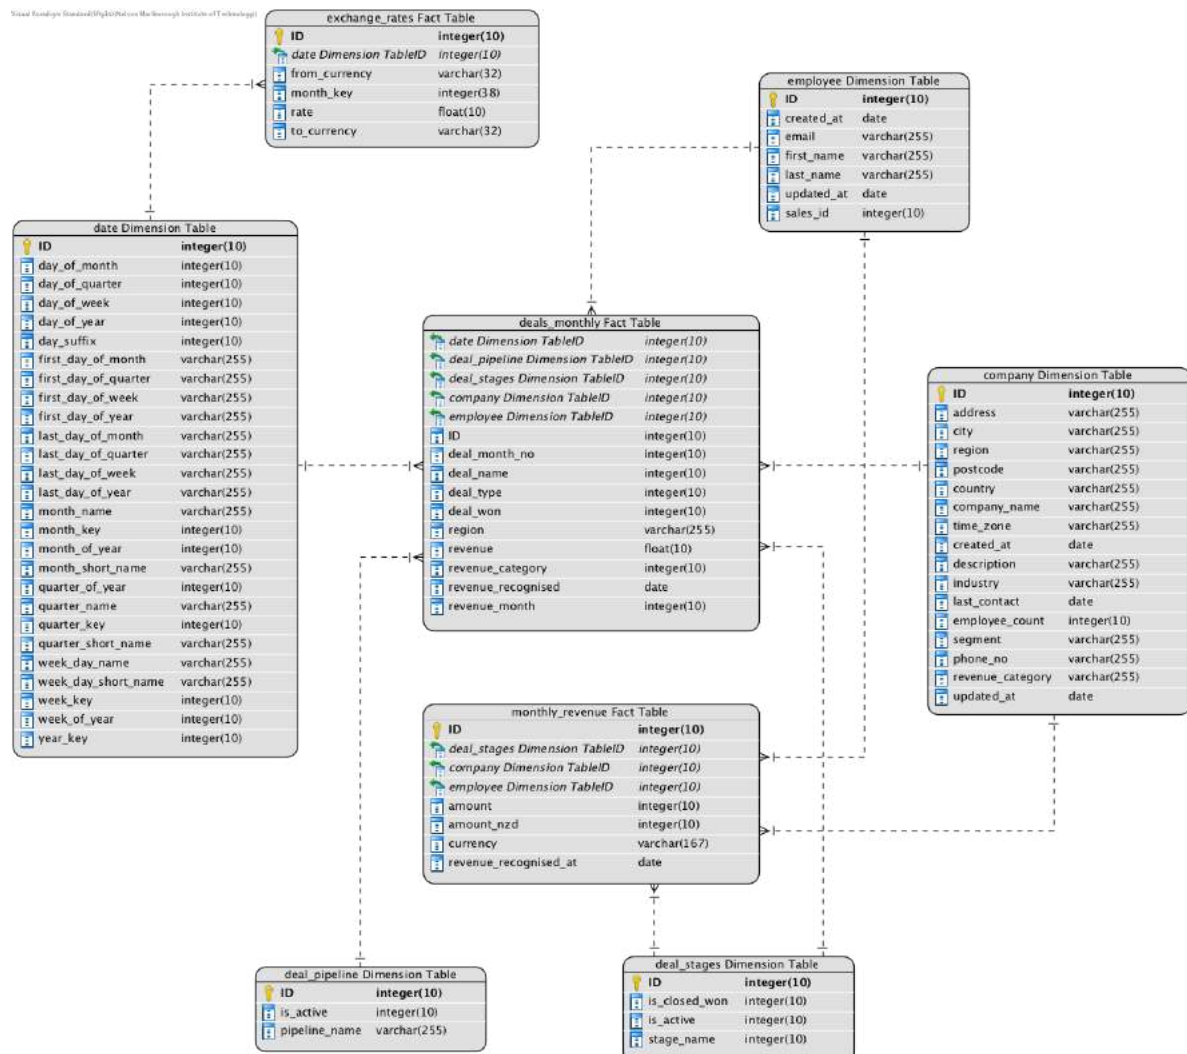 Visual Paradigm Standard(lffgibi(Nelson Marlborough Institute of Technology))
exchange_rates Fact Table
ID integer(10)
date Dimension TableID integer(10)
from_currency varchar(32)
month_key integer(38)
rate float(10)
to_currency varchar(32)
employee Dimension Table
ID integer(10)
created_at date
email varchar(255)
first_name varchar(255)
last_name varchar(255)
updated_at date
sales_id integer(10)
date Dimension Table
ID integer(10)
day_of_month integer(10)
day_of_quarter integer(10)
day_of_week integer(10)
day_of_year integer(10)
day_suffix integer(10)
first_day_of_month varchar(255)
first_day_of_quarter varchar(255)
first_day_of_week varchar(255)
first_day_of_year varchar(255)
last_day_of_month varchar(255)
last_day_of_quarter varchar(255)
last_day_of_week varchar(255)
last_day_of_year varchar(255)
month_name varchar(255)
month_key integer(10)
month_of_year integer(10)
month_short_name varchar(255)
quarter_of_year integer(10)
quarter_name varchar(255)
quarter_key integer(10)
quarter_short_name varchar(255)
week_day_name varchar(255)
week_day_short_name varchar(255)
week_key integer(10)
week_of_year integer(10)
year_key integer(10)
deals_monthly Fact Table
date Dimension TableID integer(10)
deal_pipeline Dimension TableID integer(10)
deal_stages Dimension TableID integer(10)
company Dimension TableID integer(10)
employee Dimension TableID integer(10)
ID integer(10)
deal_month_no integer(10)
deal_name integer(10)
deal_type integer(10)
deal_won integer(10)
region varchar(255)
revenue float(10)
revenue_category integer(10)
revenue_recognised date
revenue_month integer(10)
company Dimension Table
ID integer(10)
address varchar(255)
city varchar(255)
region varchar(255)
postcode varchar(255)
country varchar(255)
company_name varchar(255)
time_zone varchar(255)
created_at date
description varchar(255)
industry varchar(255)
last_contact date
employee_count integer(10)
segment varchar(255)
phone_no varchar(255)
revenue_category varchar(255)
updated_at date
monthly_revenue Fact Table
ID integer(10)
deal_stages Dimension TableID integer(10)
company Dimension TableID integer(10)
employee Dimension TableID integer(10)
amount integer(10)
amount_nzd integer(10)
currency varchar(167)
revenue_recognised_at date
deal_pipeline Dimension Table
ID integer(10)
is_active integer(10)
pipeline_name varchar(255)
deal_stages Dimension Table
ID integer(10)
is_closed_won integer(10)
is_active integer(10)
stage_name integer(10)